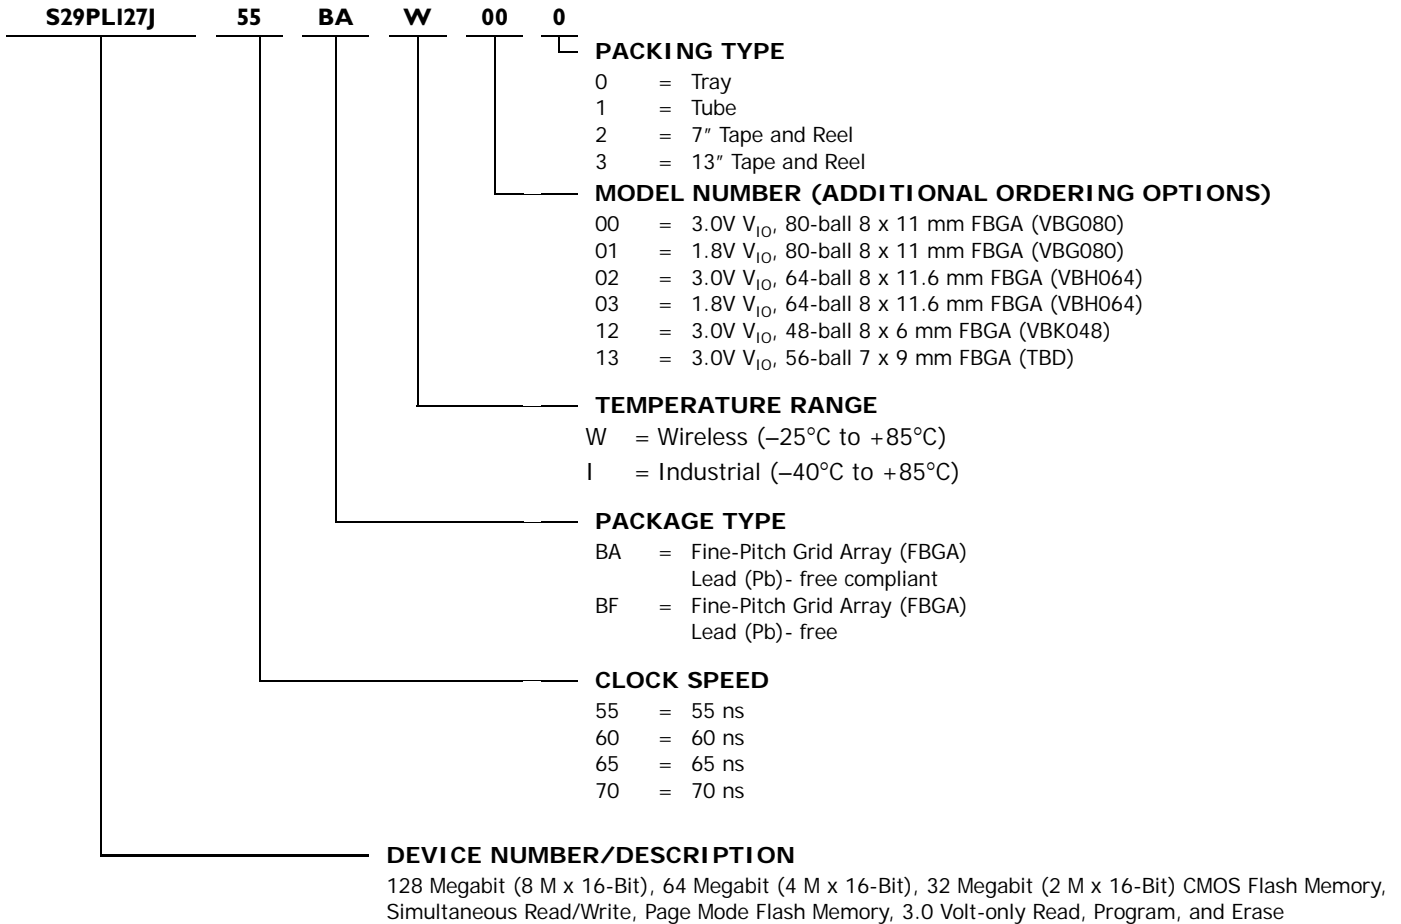 S29PL127J 55 BA W 00 0
PACKING TYPE
0 = Tray
1 = Tube
2 = 7″ Tape and Reel
3 = 13″ Tape and Reel
MODEL NUMBER (ADDITIONAL ORDERING OPTIONS)
00 = 3.0V VIO, 80-ball 8 x 11 mm FBGA (VBG080)
01 = 1.8V VIO, 80-ball 8 x 11 mm FBGA (VBG080)
02 = 3.0V VIO, 64-ball 8 x 11.6 mm FBGA (VBH064)
03 = 1.8V VIO, 64-ball 8 x 11.6 mm FBGA (VBH064)
12 = 3.0V VIO, 48-ball 8 x 6 mm FBGA (VBK048)
13 = 3.0V VIO, 56-ball 7 x 9 mm FBGA (TBD)
TEMPERATURE RANGE
W = Wireless (–25°C to +85°C)
I = Industrial (–40°C to +85°C)
PACKAGE TYPE
BA = Fine-Pitch Grid Array (FBGA)
Lead (Pb)- free compliant
BF = Fine-Pitch Grid Array (FBGA)
Lead (Pb)- free
CLOCK SPEED
55 = 55 ns
60 = 60 ns
65 = 65 ns
70 = 70 ns
DEVICE NUMBER/DESCRIPTION
128 Megabit (8 M x 16-Bit), 64 Megabit (4 M x 16-Bit), 32 Megabit (2 M x 16-Bit) CMOS Flash Memory,
Simultaneous Read/Write, Page Mode Flash Memory, 3.0 Volt-only Read, Program, and Erase